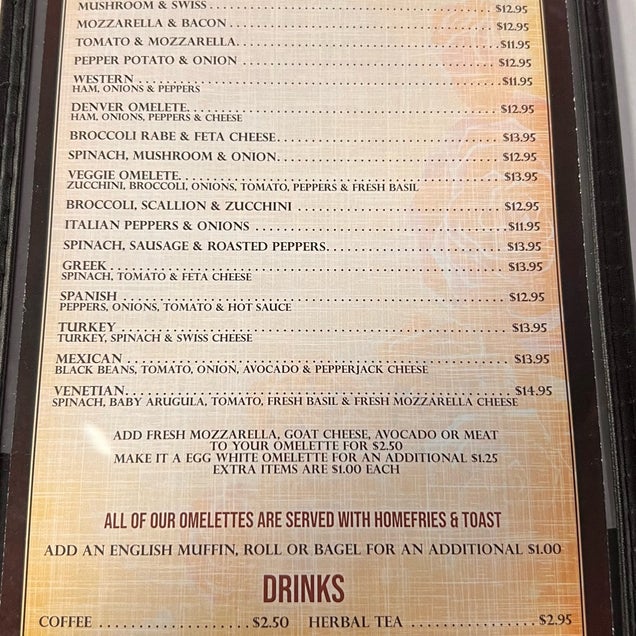 MUSHROOM & SWISS .......... $12.95
MOZZARELLA & BACON .......... $12.95
TOMATO & MOZZARELLA .......... $11.95
PEPPER POTATO & ONION .......... $12.95
WESTERN .......... $11.95
HAM, ONIONS & PEPPERS
DENVER OMELETE .......... $12.95
HAM, ONIONS, PEPPERS & CHEESE
BROCCOLI RABE & FETA CHEESE .......... $13.95
SPINACH, MUSHROOM & ONION .......... $12.95
VEGGIE OMELETE .......... $13.95
ZUCCHINI, BROCCOLI, ONIONS, TOMATO, PEPPERS & FRESH BASIL
BROCCOLI, SCALLION & ZUCCHINI .......... $12.95
ITALIAN PEPPERS & ONIONS .......... $11.95
SPINACH, SAUSAGE & ROASTED PEPPERS .......... $13.95
GREEK .......... $13.95
SPINACH, TOMATO & FETA CHEESE
SPANISH .......... $12.95
PEPPERS, ONIONS, TOMATO & HOT SAUCE
TURKEY .......... $13.95
TURKEY, SPINACH & SWISS CHEESE
MEXICAN .......... $13.95
BLACK BEANS, TOMATO, ONION, AVOCADO & PEPPERJACK CHEESE
VENETIAN .......... $14.95
SPINACH, BABY ARUGULA, TOMATO, FRESH BASIL & FRESH MOZZARELLA CHEESE
ADD FRESH MOZZARELLA, GOAT CHEESE, AVOCADO OR MEAT
TO YOUR OMELETTE FOR $2.50
MAKE IT A EGG WHITE OMELETTE FOR AN ADDITIONAL $1.25
EXTRA ITEMS ARE $1.00 EACH
ALL OF OUR OMELETTES ARE SERVED WITH HOMEFRIES & TOAST
ADD AN ENGLISH MUFFIN, ROLL OR BAGEL FOR AN ADDITIONAL $1.00
DRINKS
COFFEE .......... $2.50 HERBAL TEA .......... $2.95